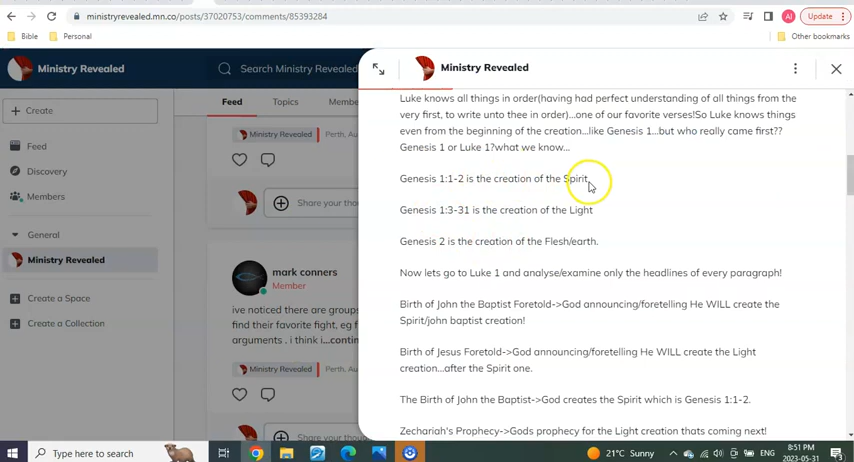 ministryrevealed.mn.co/posts/37020753/comments/85393284
AI
Update
Bible
Personal
Other bookmarks
Ministry Revealed
Search Ministry Revealed
Ministry Revealed
Create
Feed
Topics
Feed
Discovery
Members
General
Ministry Revealed
Create a Space
Create a Collection
Ministry Revealed
Perth, Au
Share your thou
mark conners
Member
ive noticed there are groups
find their favorite fight, eg f
arguments . i think i...contin
Ministry Revealed
Perth, Au
Luke knows all things in order(having had perfect understanding of all things from the
very first, to write unto thee in order)...one of our favorite verses!So Luke knows things
even from the beginning of the creation...like Genesis 1...but who really came first??
Genesis 1 or Luke 1?what we know...
Genesis 1:1-2 is the creation of the Spirit
Genesis 1:3-31 is the creation of the Light
Genesis 2 is the creation of the Flesh/earth.
Now lets go to Luke 1 and analyse/examine only the headlines of every paragraph!
Birth of John the Baptist Foretold->God announcing/foretelling He WILL create the
Spirit/john baptist creation!
Birth of Jesus Foretold->God announcing/foretelling He WILL create the Light
creation...after the Spirit one.
The Birth of John the Baptist->God creates the Spirit which is Genesis 1:1-2.
Zechariah's Prophecy->Gods prophecy for the Light creation thats coming next!
Type here to search
21°C Sunny
ENG
8:51 PM
2023-05-31